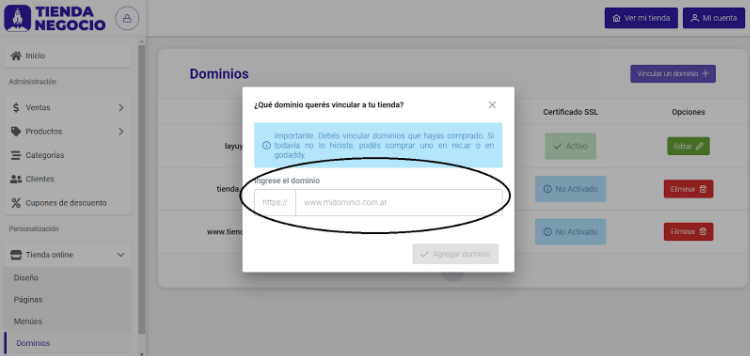 TIENDA
NEGOCIO
Ver mi tienda
Mi cuenta
Inicio
Administración
Ventas
Productos
Categorías
Clientes
Cupones de descuento
Personalización
Tienda online
Diseño
Páginas
Menúes
Dominios
Dominios
Vincular un dominio
Certificado SSL
Opciones
Activo
Editar
tienda
No Activado
Eliminar
No Activado
Eliminar
¿Qué dominio querés vincular a tu tienda?
Importante. Debés vincular dominios que hayas comprado. Si
todavía no lo hiciste, podés comprar uno en nic.ar o en
godaddy.
Ingrese el dominio
https://
www.midominio.com.ar
Agregar dominio